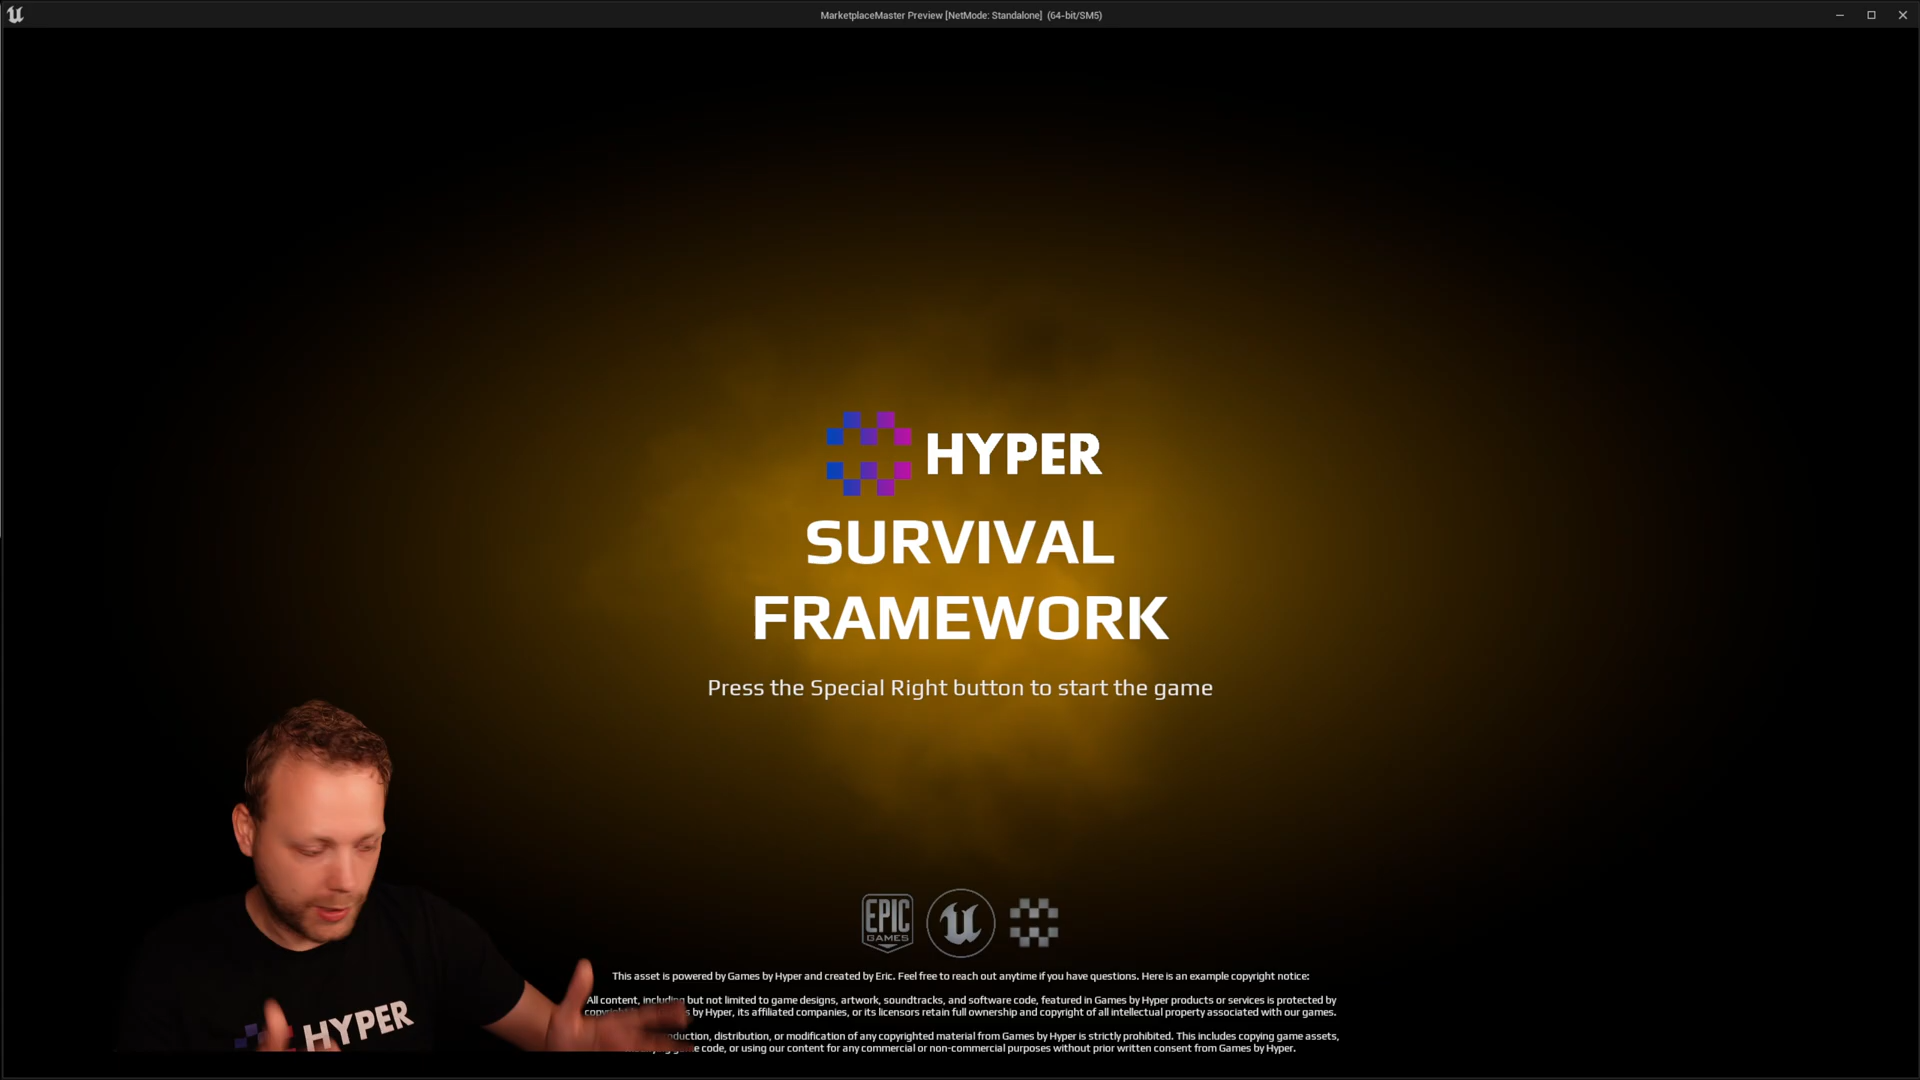 MarketplaceMaster Preview [NetMode: Standalone] (64-bit/SM5)
HYPER
SURVIVAL
FRAMEWORK
Press the Special Right button to start the game
EPIC
GAMES
This asset is powered by Games by Hyper and created by Eric. Feel free to reach out anytime if you have questions. Here is an example copyright notice:
All content, including but not limited to game designs, artwork, soundtracks, and software code, featured in Games by Hyper products or services is protected by
by Hyper, its affiliated companies, or its licensors retain full ownership and copyright of all intellectual property associated with our games.
distribution, or modification of any copyrighted material from Games by Hyper is strictly prohibited. This includes copying game assets,
code, or using our content for any commercial or non-commercial purposes without prior written consent from Games by Hyper.
HYPER